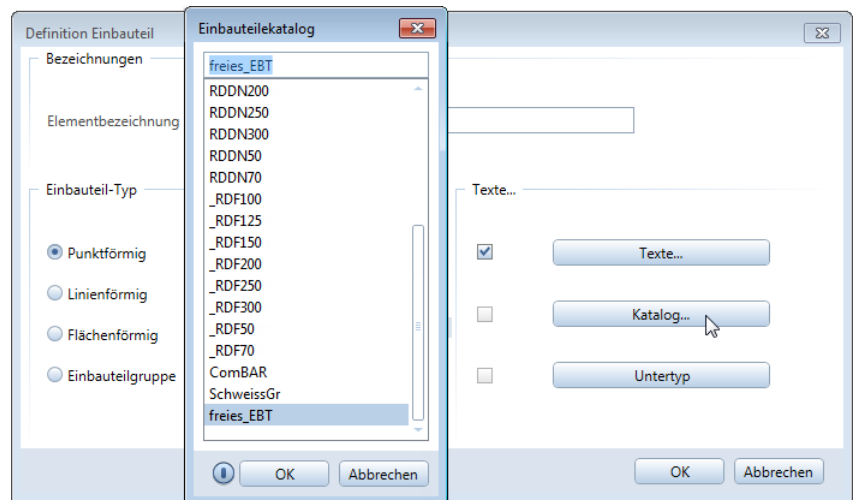 Definition Einbauteil
Bezeichnungen
Elementbezeichnung
Einbauteil-Typ
Punktförmig
Linienförmig
Flächenförmig
Einbauteilgruppe
Einbauteilekatalog
freies_EBT
RDDN200
RDDN250
RDDN300
RDDN50
RDDN70
_RDF100
_RDF125
_RDF150
_RDF200
_RDF250
_RDF300
_RDF50
_RDF70
ComBAR
SchweissGr
freies_EBT
OK
Abbrechen
Texte...
Texte...
Katalog...
Untertyp
OK
Abbrechen